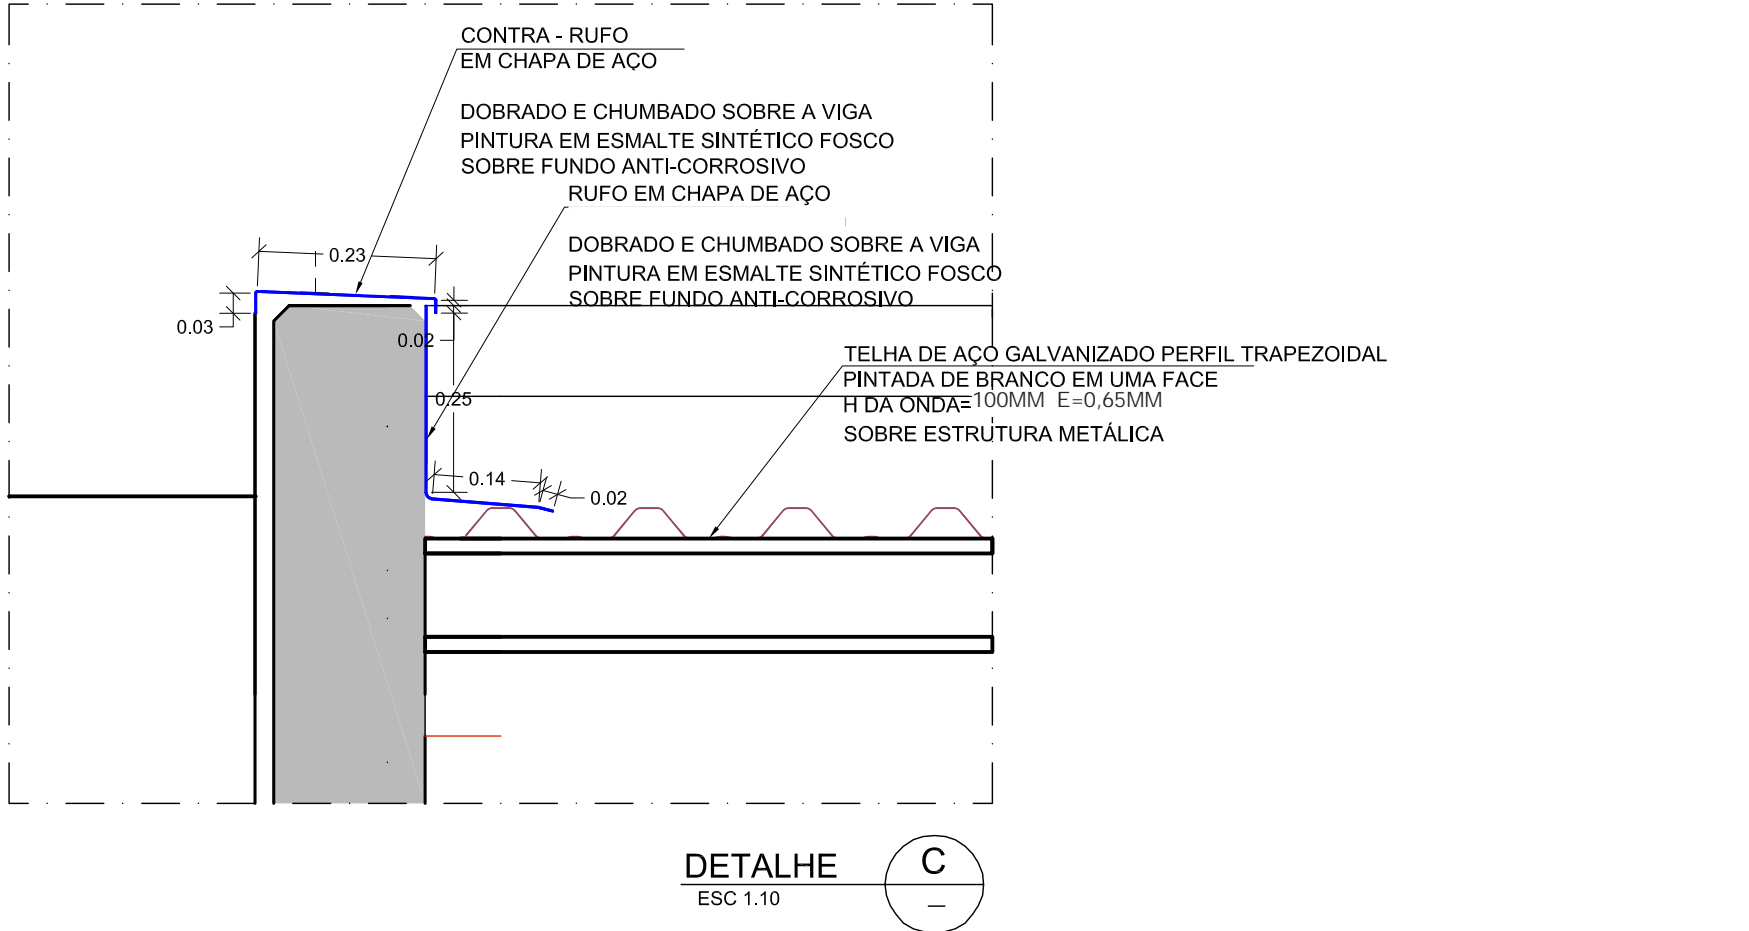 CONTRA - RUFO
EM CHAPA DE AÇO
DOBRADO E CHUMBADO SOBRE A VIGA
PINTURA EM ESMALTE SINTÉTICO FOSCO
SOBRE FUNDO ANTI-CORROSIVO
RUFO EM CHAPA DE AÇO
DOBRADO E CHUMBADO SOBRE A VIGA
PINTURA EM ESMALTE SINTÉTICO FOSCO
SOBRE FUNDO ANTI-CORROSIVO
0.23
0.03
0.02
TELHA DE AÇO GALVANIZADO PERFIL TRAPEZOIDAL
PINTADA DE BRANCO EM UMA FACE
H DA ONDA=100MM E=0,65MM
SOBRE ESTRUTURA METÁLICA
0.25
0.14
0.02
DETALHE
ESC 1.10
C
–